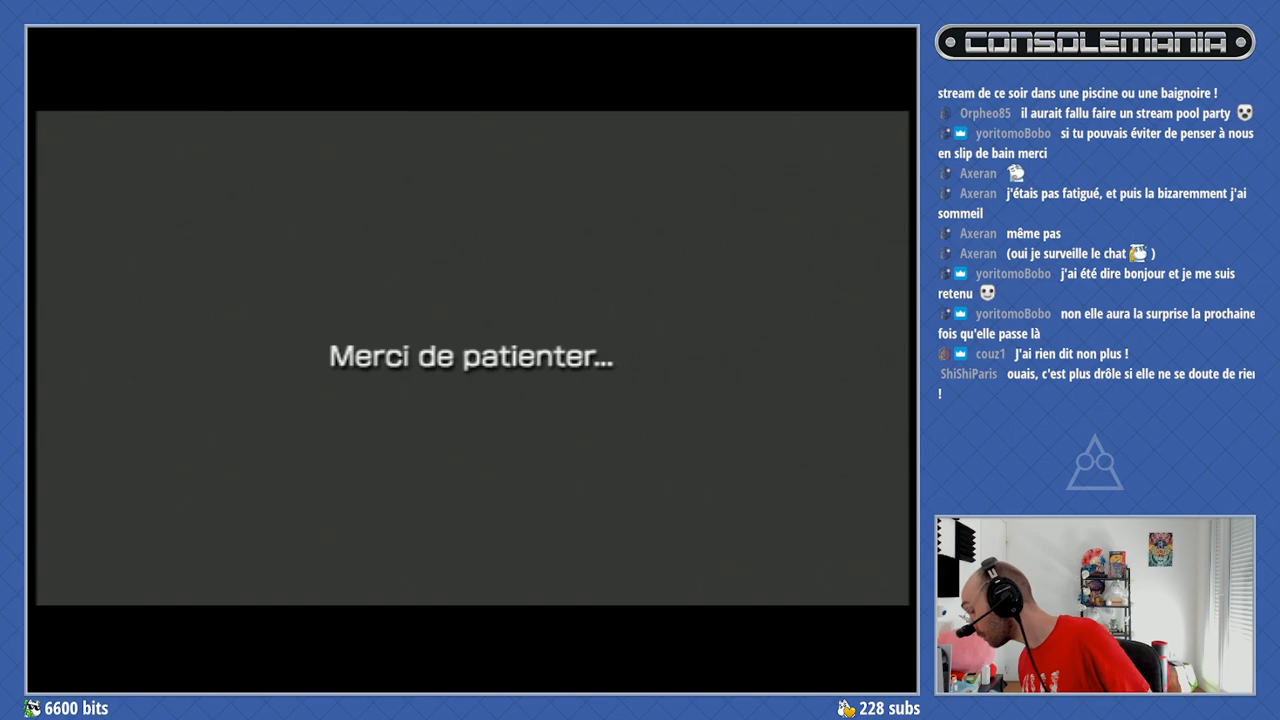 CONSOLEMANIA
stream de ce soir dans une piscine ou une baignoire !
Orpheo85 il aurait fallu faire un stream pool party
yoritomoBobo si tu pouvais éviter de penser à nous
en slip de bain merci
Axeran
Axeran j'étais pas fatigué, et puis la bizaremment j'ai
sommeil
Axeran même pas
Axeran (oui je surveille le chat )
yoritomoBobo j'ai été dire bonjour et je me suis
retenu
yoritomoBobo non elle aura la surprise la prochaine
fois qu'elle passe là
couz1 J'ai rien dit non plus !
ShiShiParis ouais, c'est plus drôle si elle ne se doute de rien
!
Merci de patienter...
6600 bits
228 subs